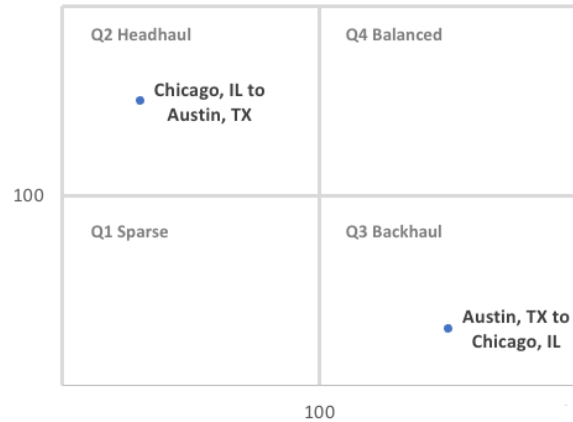 Q2 Headhaul
Q4 Balanced
Chicago, IL to
Austin, TX
100
Q1 Sparse
Q3 Backhaul
Austin, TX to
Chicago, IL
100